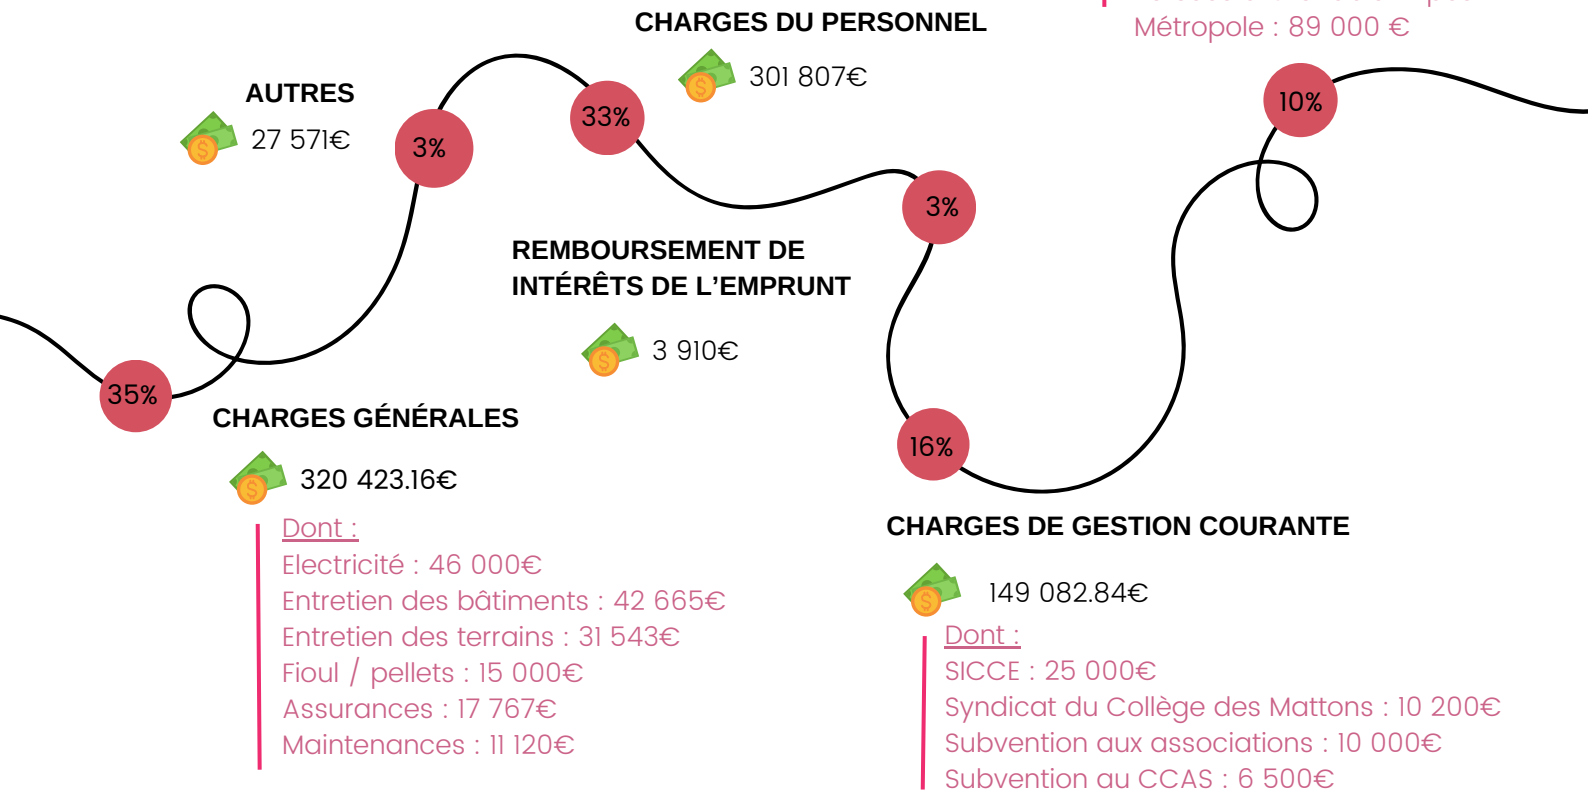 CHARGES DU PERSONNEL
301 807€
33%
Métropole : 89 000 €
10%
AUTRES
27 571€
3%
3%
REMBOURSEMENT DE
INTÉRÊTS DE L’EMPRUNT
3 910€
35%
CHARGES GÉNÉRALES
320 423.16€
Dont :
Electricité : 46 000€
Entretien des bâtiments : 42 665€
Entretien des terrains : 31 543€
Fioul / pellets : 15 000€
Assurances : 17 767€
Maintenances : 11 120€
16%
CHARGES DE GESTION COURANTE
149 082.84€
Dont :
SICCE : 25 000€
Syndicat du Collège des Mattons : 10 200€
Subvention aux associations : 10 000€
Subvention au CCAS : 6 500€